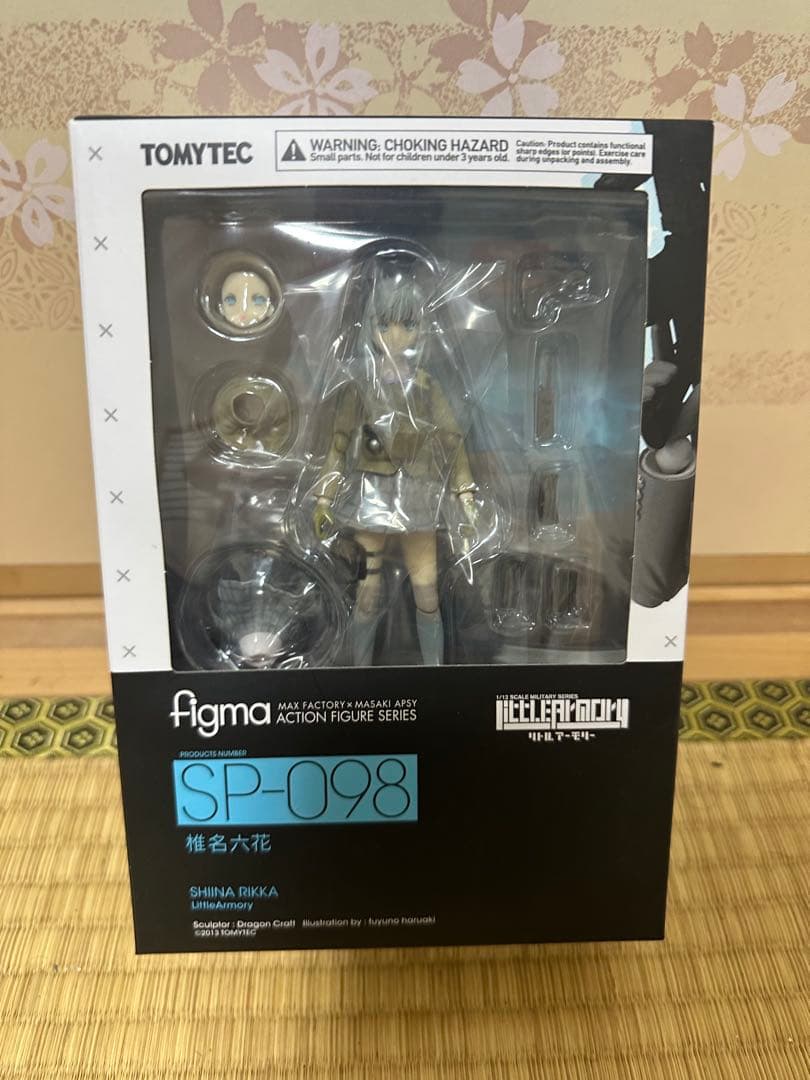 TOMYTEC
WARNING: CHOKING HAZARD
Small parts. Not for children under 3 years old.
Caution: Product contains functional
sharp edges (or points). Exercise care
during unpacking and assembly.
figma
MAX FACTORY × MASAKI APSY
ACTION FIGURE SERIES
1/12 SCALE MILITARY SERIES
LITTLEARMORY
リトルアーモリー
PRODUCTS NUMBER
SP-098
椎名六花
SHIINA RIKKA
LittleArmory
Sculptor : Dragon Craft Illustration by : fuyuno haruaki
©2013 TOMYTEC